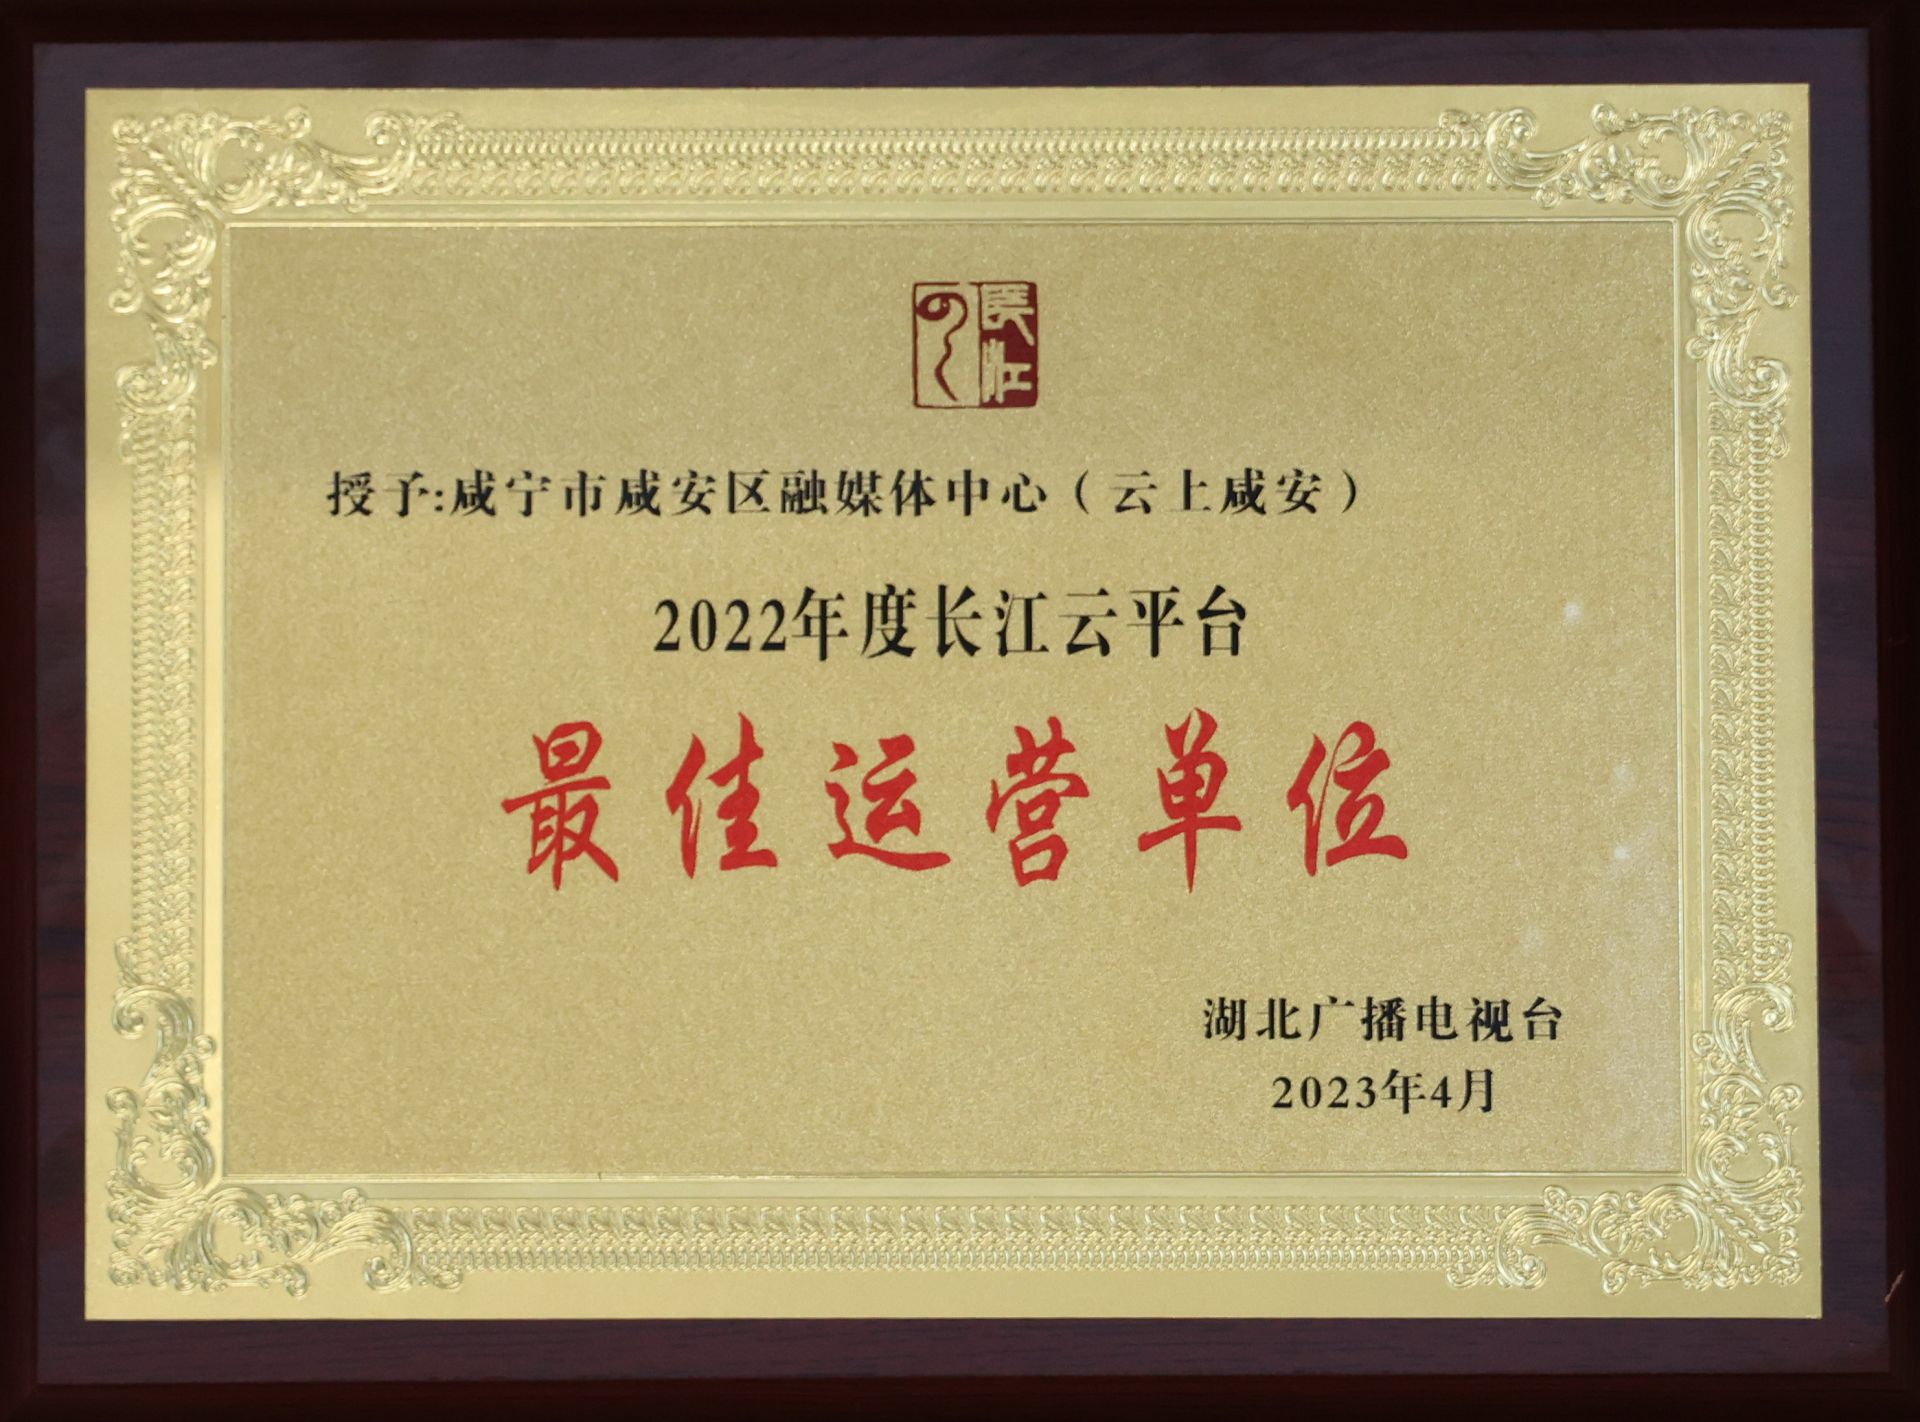 长江
授予:咸宁市咸安区融媒体中心（云上咸安）
2022年度长江云平台
最佳运营单位
湖北广播电视台
2023年4月